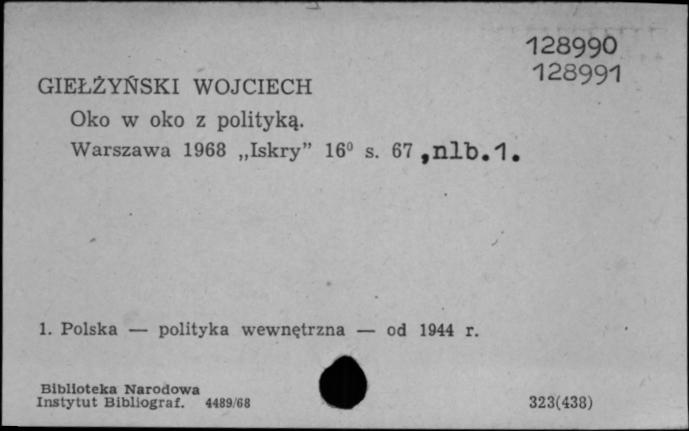 128990
128991
GIEŁŻYŃSKI WOJCIECH
Oko w oko z polityką.
Warszawa 1968 „Iskry” 16⁰ s. 67 ,nlb.1.
1. Polska — polityka wewnętrzna — od 1944 r.
Biblioteka Narodowa
Instytut Bibliograf. 4489/68
323(438)